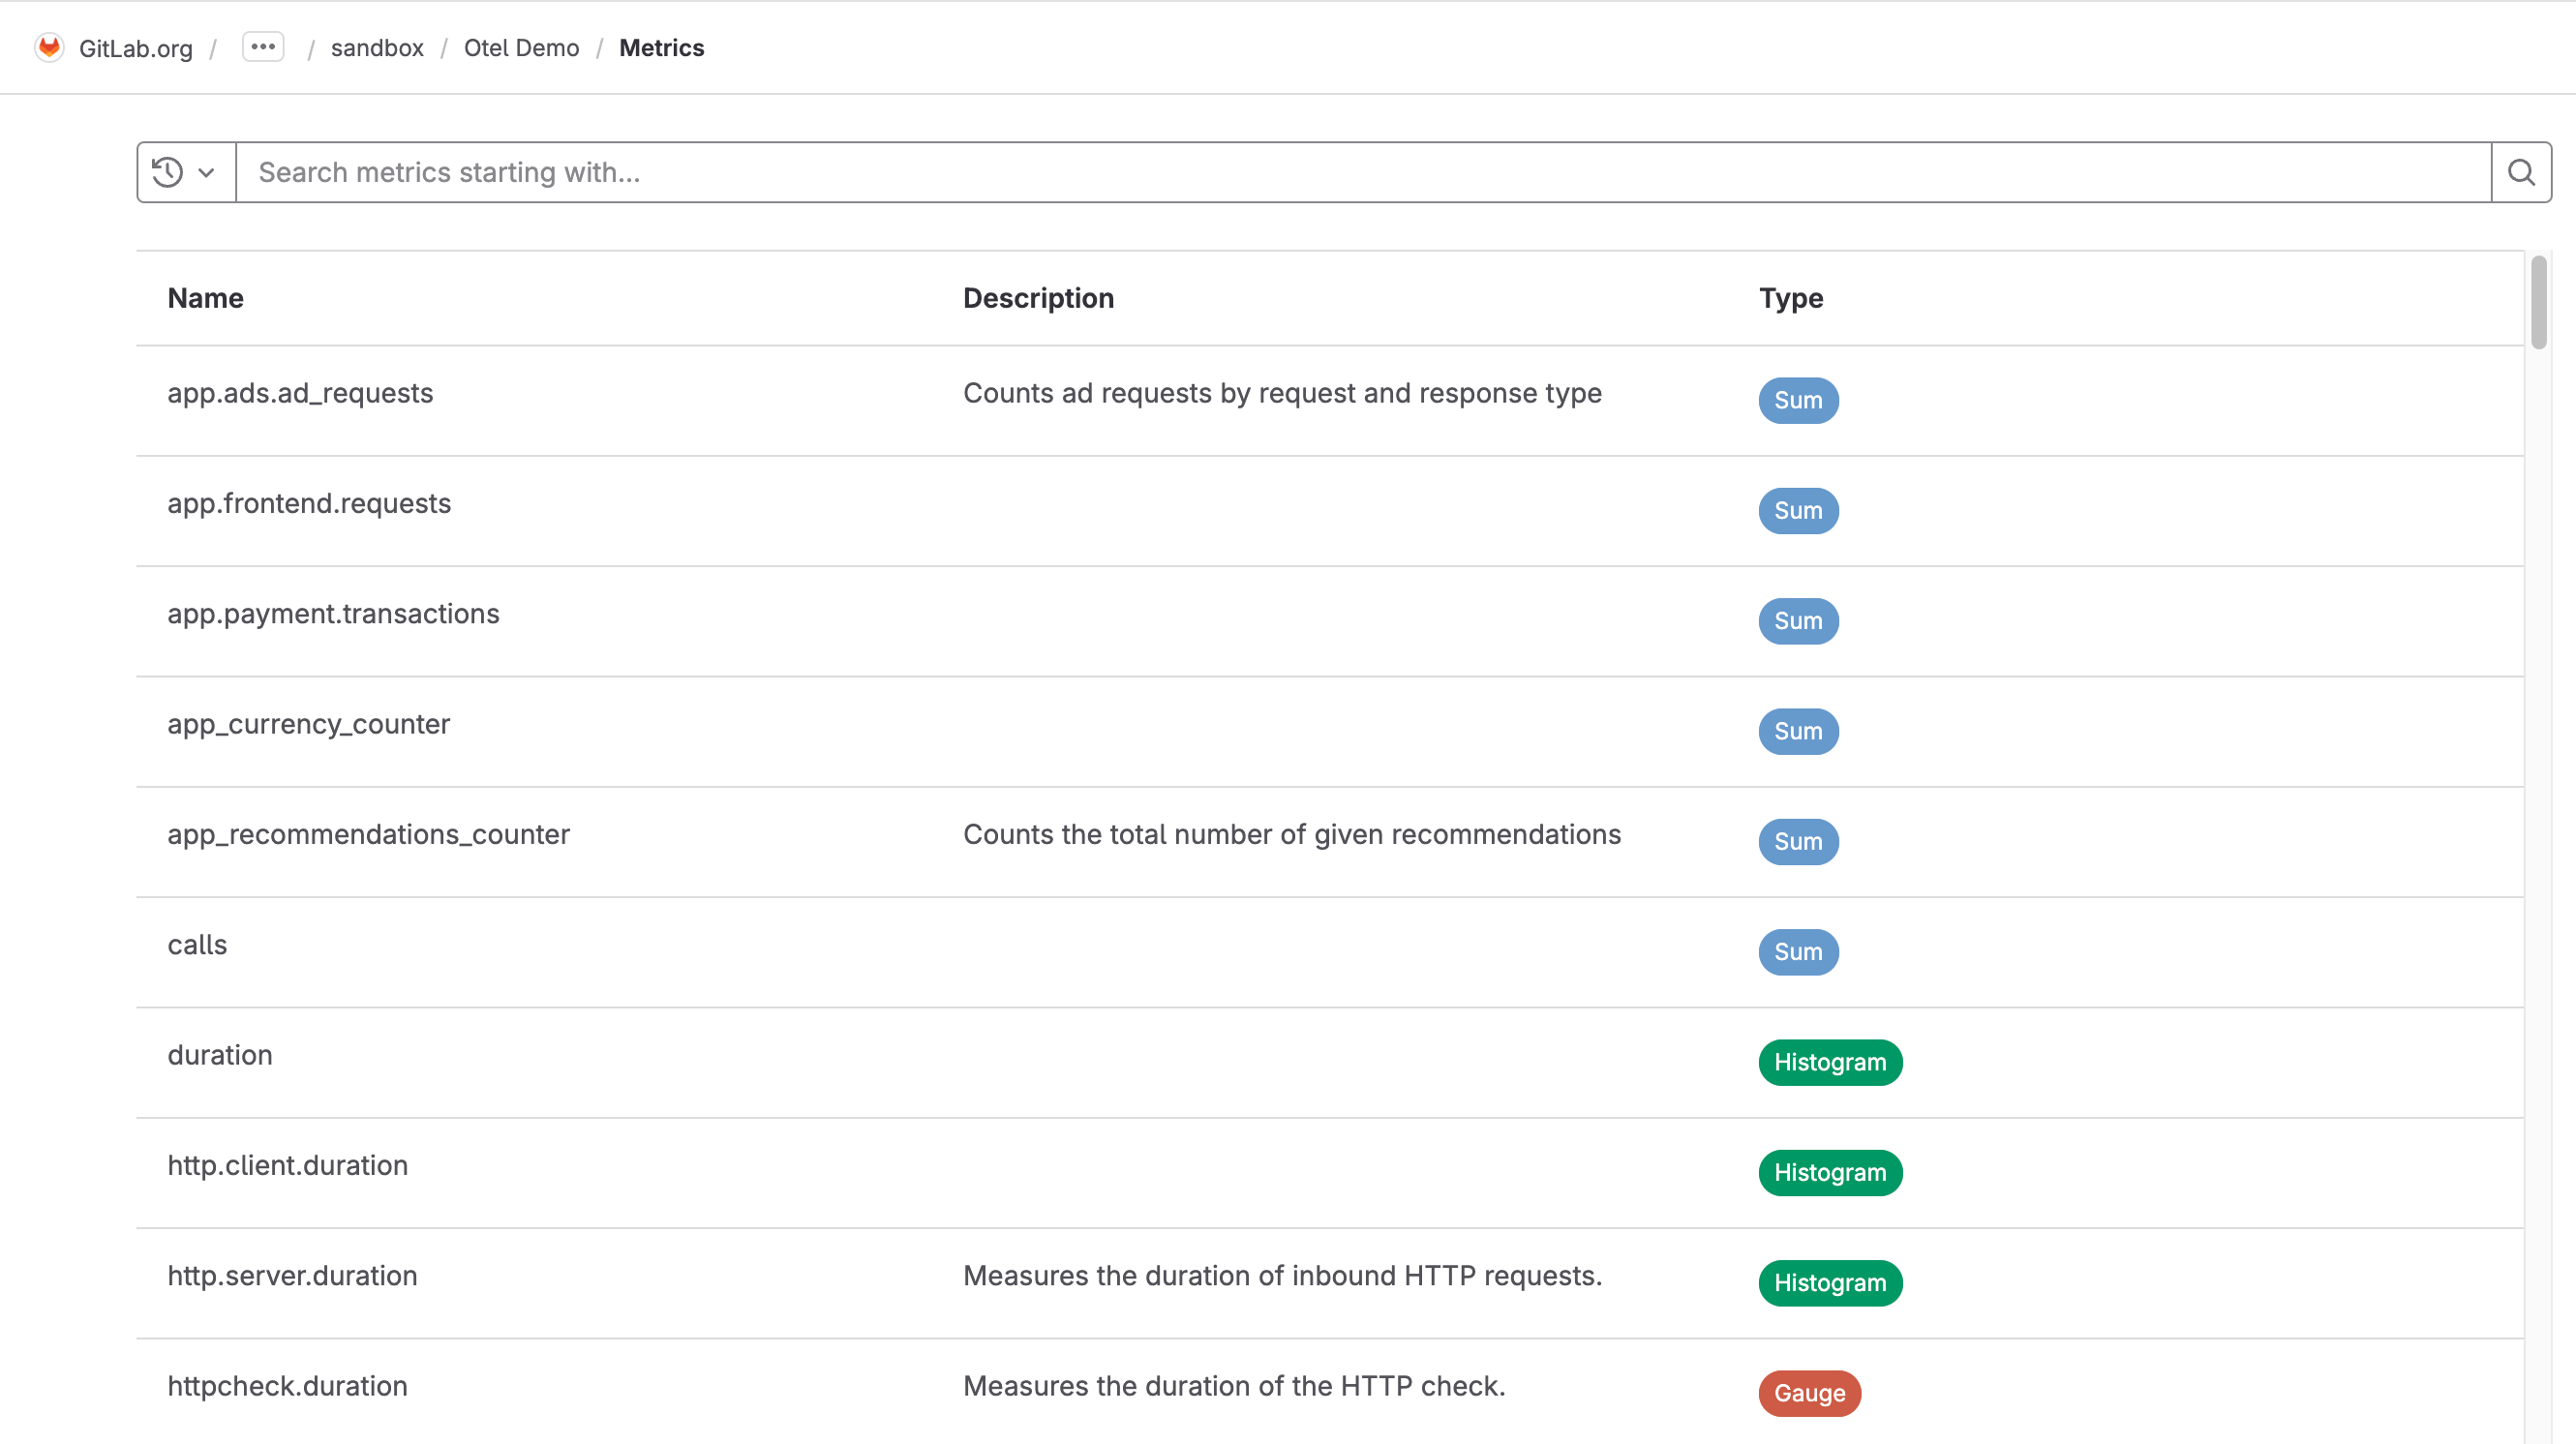 GitLab.org / ••• / sandbox / Otel Demo / Metrics
Search metrics starting with...
Name Description Type
app.ads.ad_requests Counts ad requests by request and response type Sum
app.frontend.requests Sum
app.payment.transactions Sum
app_currency_counter Sum
app_recommendations_counter Counts the total number of given recommendations Sum
calls Sum
duration Histogram
http.client.duration Histogram
http.server.duration Measures the duration of inbound HTTP requests. Histogram
httpcheck.duration Measures the duration of the HTTP check. Gauge